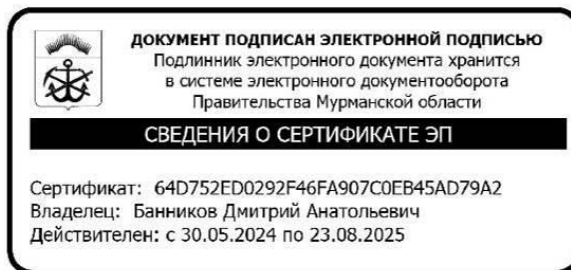 ДОКУМЕНТ ПОДПИСАН ЭЛЕКТРОННОЙ ПОДПИСЬЮ
Подлинник электронного документа хранится
в системе электронного документооборота
Правительства Мурманской области
СВЕДЕНИЯ О СЕРТИФИКАТЕ ЭП
Сертификат: 64D752ED0292F46FA907C0EB45AD79A2
Владелец: Банников Дмитрий Анатольевич
Действителен: с 30.05.2024 по 23.08.2025